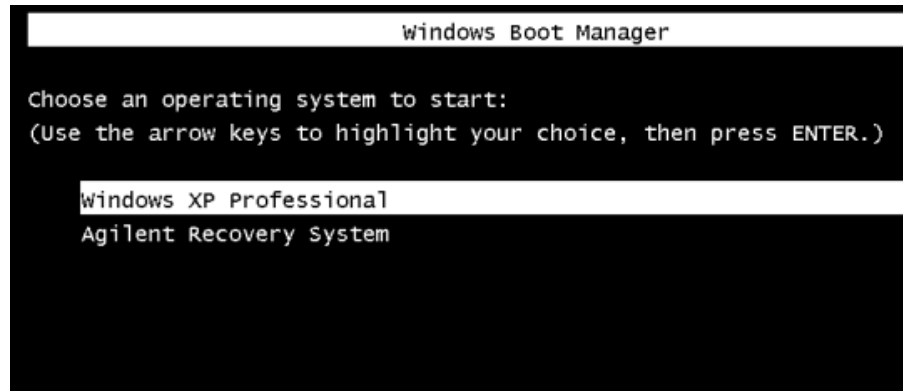 Windows Boot Manager
Choose an operating system to start:
(Use the arrow keys to highlight your choice, then press ENTER.)
Windows XP Professional
Agilent Recovery System